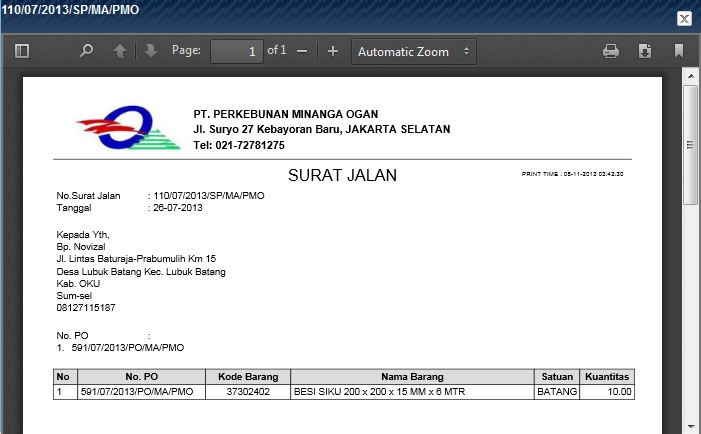 110/07/2013/SP/MA/PMO
Page: 1 of 1 Automatic Zoom
PT. PERKEBUNAN MINANGA OGAN
Jl. Suryo 27 Kebayoran Baru, JAKARTA SELATAN
Tel: 021-72781275
SURAT JALAN
PRINT TIME : 05-11-2013 03:42:30
No.Surat Jalan : 110/07/2013/SP/MA/PMO
Tanggal : 26-07-2013
Kepada Yth,
Bp. Novizal
Jl. Lintas Baturaja-Prabumulih Km 15
Desa Lubuk Batang Kec. Lubuk Batang
Kab. OKU
Sum-sel
08127115187
No. PO :
1. 591/07/2013/PO/MA/PMO
No No. PO Kode Barang Nama Barang Satuan Kuantitas
1 591/07/2013/PO/MA/PMO 37302402 BESI SIKU 200 x 200 x 15 MM x 6 MTR BATANG 10.00